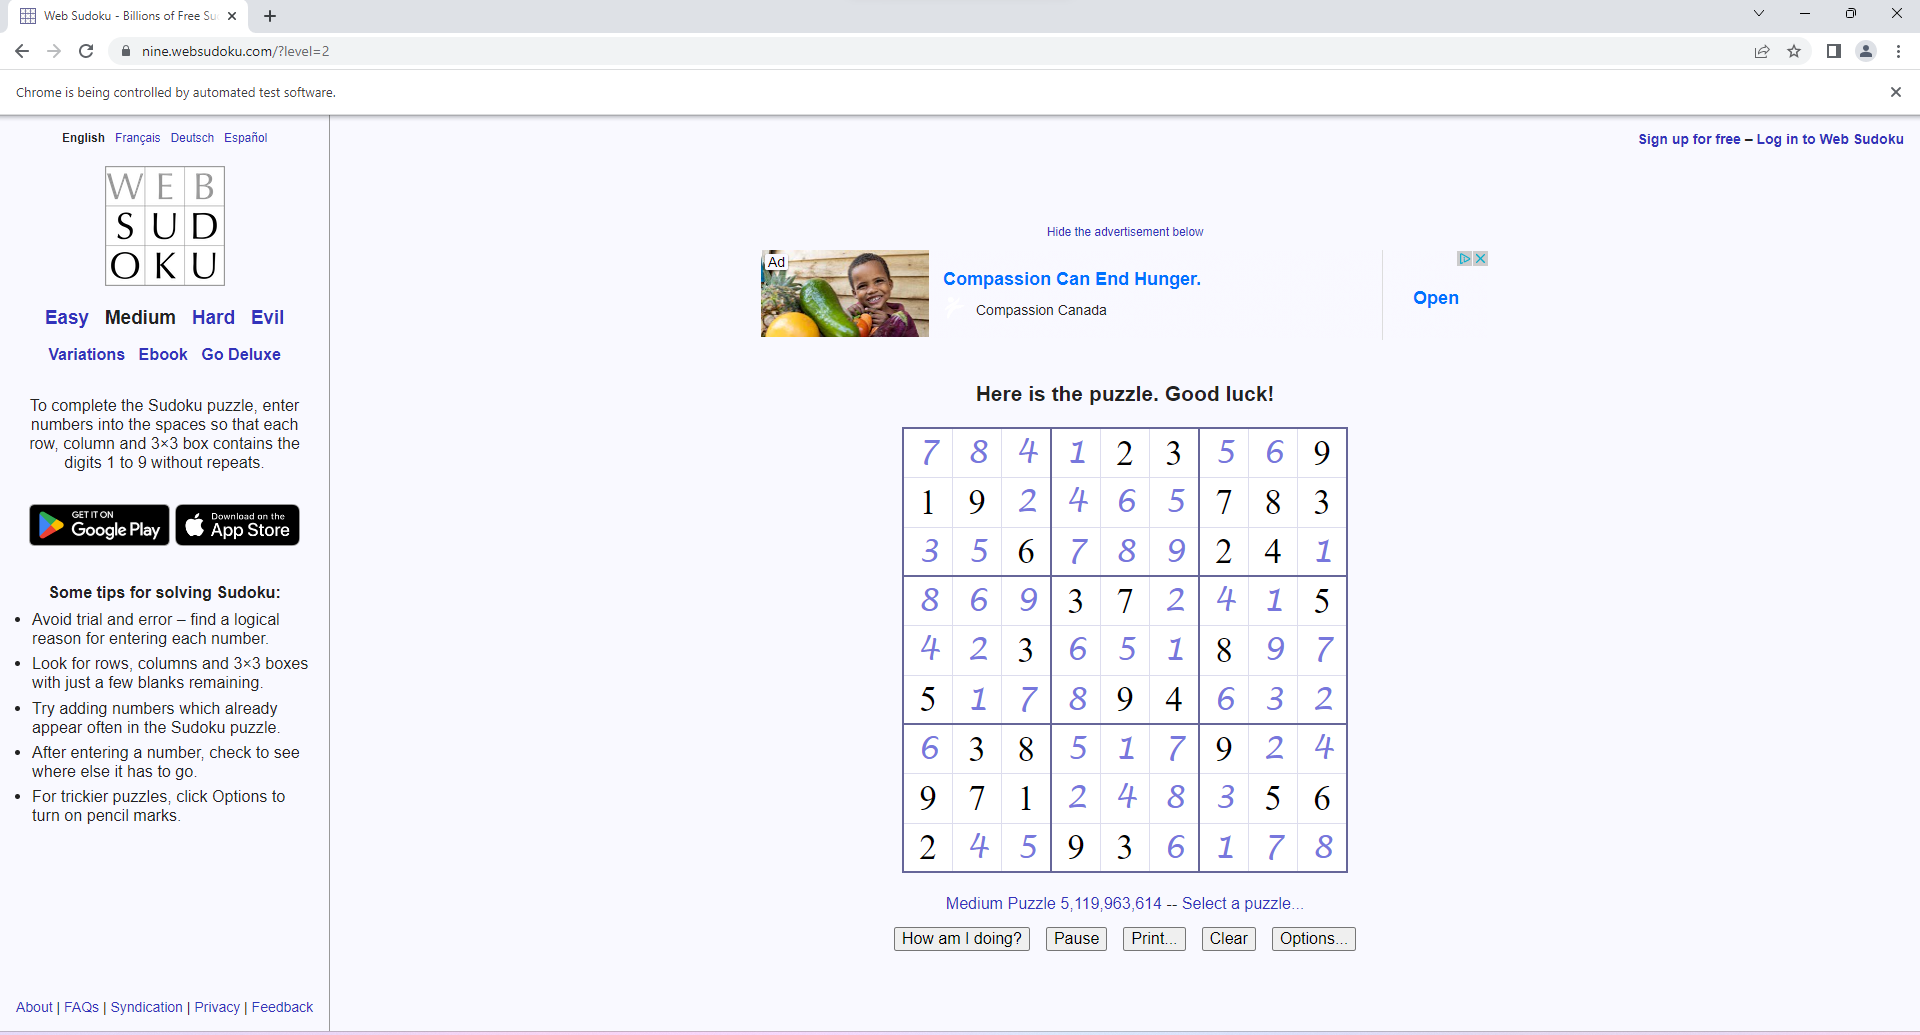 Web Sudoku - Billions of Free Su
nine.websudoku.com/?level=2
Chrome is being controlled by automated test software.
English Français Deutsch Español
Sign up for free – Log in to Web Sudoku
WEB
SUD
OKU
Easy Medium Hard Evil
Variations Ebook Go Deluxe
To complete the Sudoku puzzle, enter
numbers into the spaces so that each
row, column and 3×3 box contains the
digits 1 to 9 without repeats.
GET IT ON
Google Play
Download on the
App Store
Some tips for solving Sudoku:
• Avoid trial and error – find a logical
reason for entering each number.
• Look for rows, columns and 3×3 boxes
with just a few blanks remaining.
• Try adding numbers which already
appear often in the Sudoku puzzle.
• After entering a number, check to see
where else it has to go.
• For trickier puzzles, click Options to
turn on pencil marks.
About | FAQs | Syndication | Privacy | Feedback
Hide the advertisement below
Ad
Compassion Can End Hunger.
Compassion Canada
Open
Here is the puzzle. Good luck!
7 8 4 1 2 3 5 6 9
1 9 2 4 6 5 7 8 3
3 5 6 7 8 9 2 4 1
8 6 9 3 7 2 4 1 5
4 2 3 6 5 1 8 9 7
5 1 7 8 9 4 6 3 2
6 3 8 5 1 7 9 2 4
9 7 1 2 4 8 3 5 6
2 4 5 9 3 6 1 7 8
Medium Puzzle 5,119,963,614 -- Select a puzzle...
How am I doing? Pause Print... Clear Options...